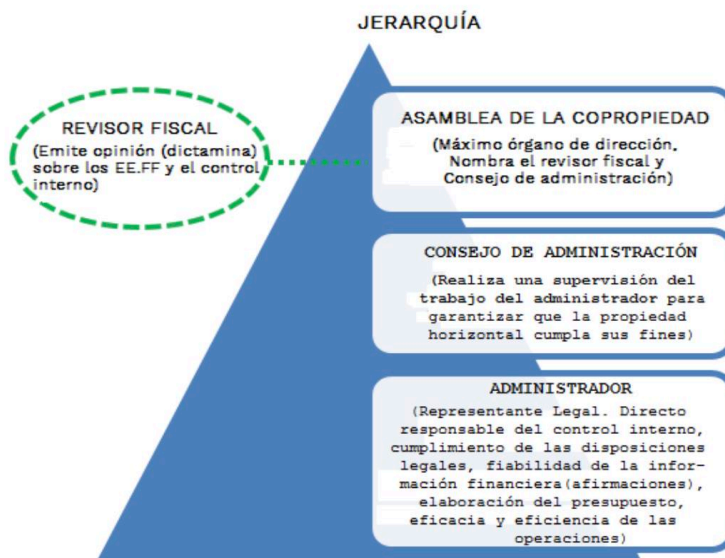 JERARQUÍA
REVISOR FISCAL
(Emite opinión (dictamina)
sobre los EE.FF y el control
interno)
ASAMBLEA DE LA COPROPIEDAD
(Máximo órgano de dirección.
Nombra el revisor fiscal y
Consejo de administración)
CONSEJO DE ADMINISTRACIÓN
(Realiza una supervisión del
trabajo del administrador para
garantizar que la propiedad
horizontal cumpla sus fines)
ADMINISTRADOR
(Representante Legal. Directo
responsable del control interno,
cumplimiento de las disposiciones
legales, fiabilidad de la infor-
mación financiera(afirmaciones),
elaboración del presupuesto,
eficacia y eficiencia de las
operaciones)